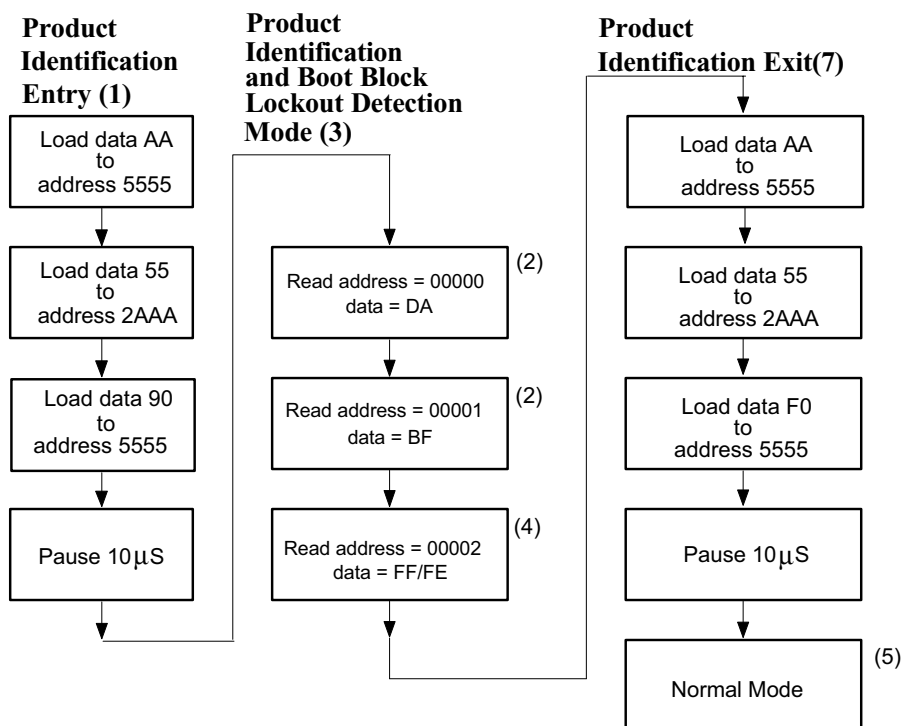 Product
Identification
Entry (1)
Load data AA
to
address 5555
Load data 55
to
address 2AAA
Load data 90
to
address 5555
Pause 10μS
Product
Identification
and Boot Block
Lockout Detection
Mode (3)
Read address = 00000
data = DA
(2)
Read address = 00001
data = BF
(2)
Read address = 00002
data = FF/FE
(4)
Product
Identification Exit(7)
Load data AA
to
address 5555
Load data 55
to
address 2AAA
Load data F0
to
address 5555
Pause 10μS
Normal Mode
(5)